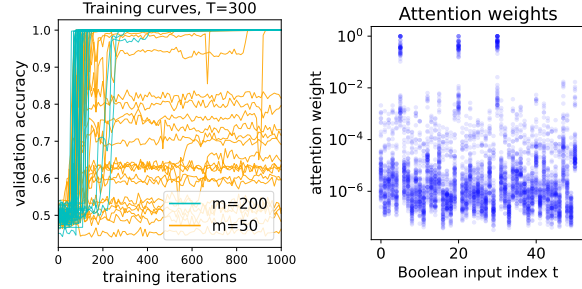 Training curves, T=300
validation accuracy
1.0
0.9
0.8
0.7
0.6
0.5
m=200
m=50
0 200 400 600 800 1000
training iterations
Attention weights
attention weight
10⁰
10⁻²
10⁻⁴
10⁻⁶
0 20 40
Boolean input index t